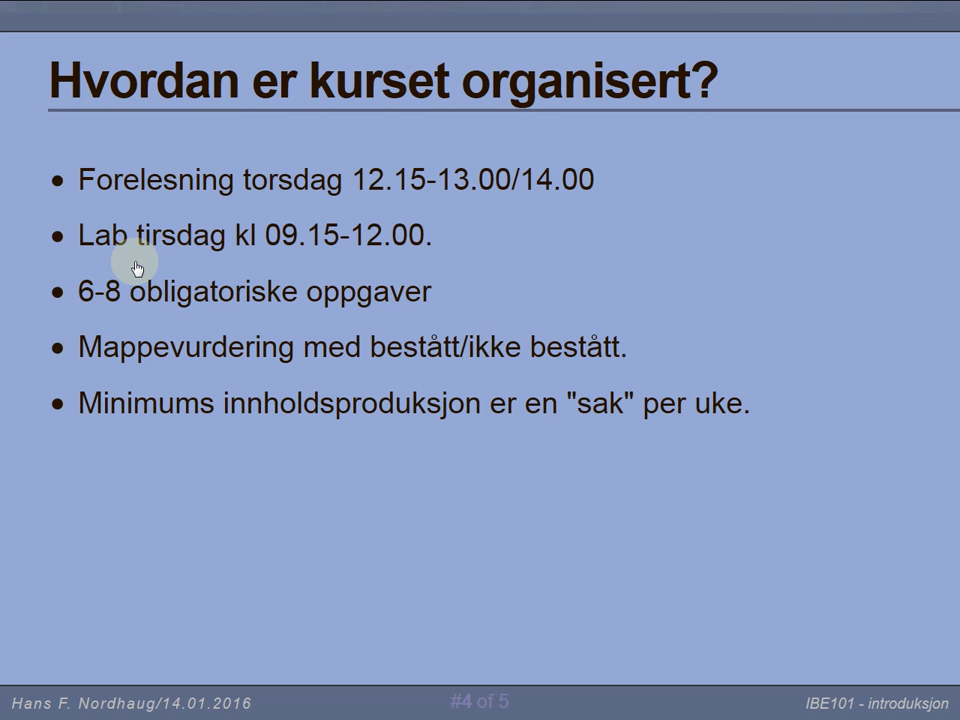 Hvordan er kurset organisert?
Forelesning torsdag 12.15-13.00/14.00
Lab tirsdag kl 09.15-12.00.
6-8 obligatoriske oppgaver
Mappevurdering med bestått/ikke bestått.
Minimums innholdsproduksjon er en "sak" per uke.
Hans F. Nordhaug/14.01.2016
#4 of 5
IBE101 - introduksjon